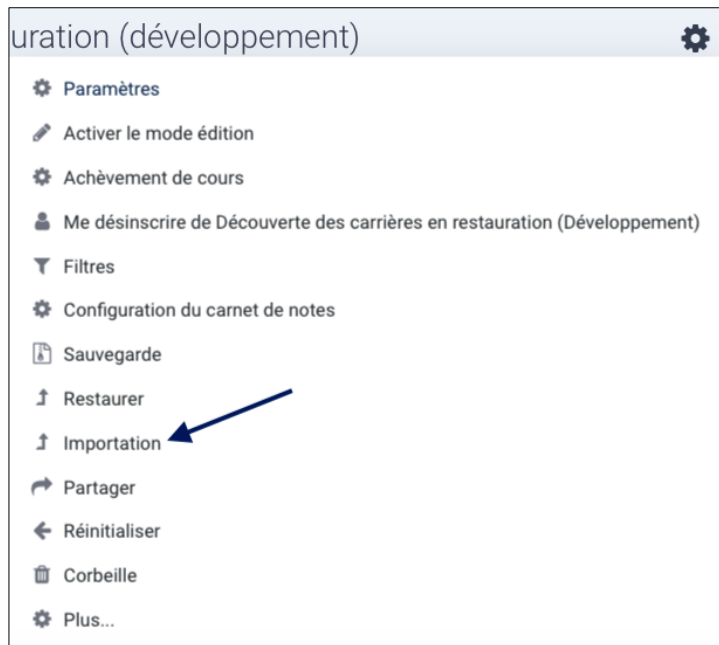 uration (développement)
Paramètres
Activer le mode édition
Achèvement de cours
Me désinscrire de Découverte des carrières en restauration (Développement)
Filtres
Configuration du carnet de notes
Sauvegarde
Restaurer
Importation
Partager
Réinitialiser
Corbeille
Plus...